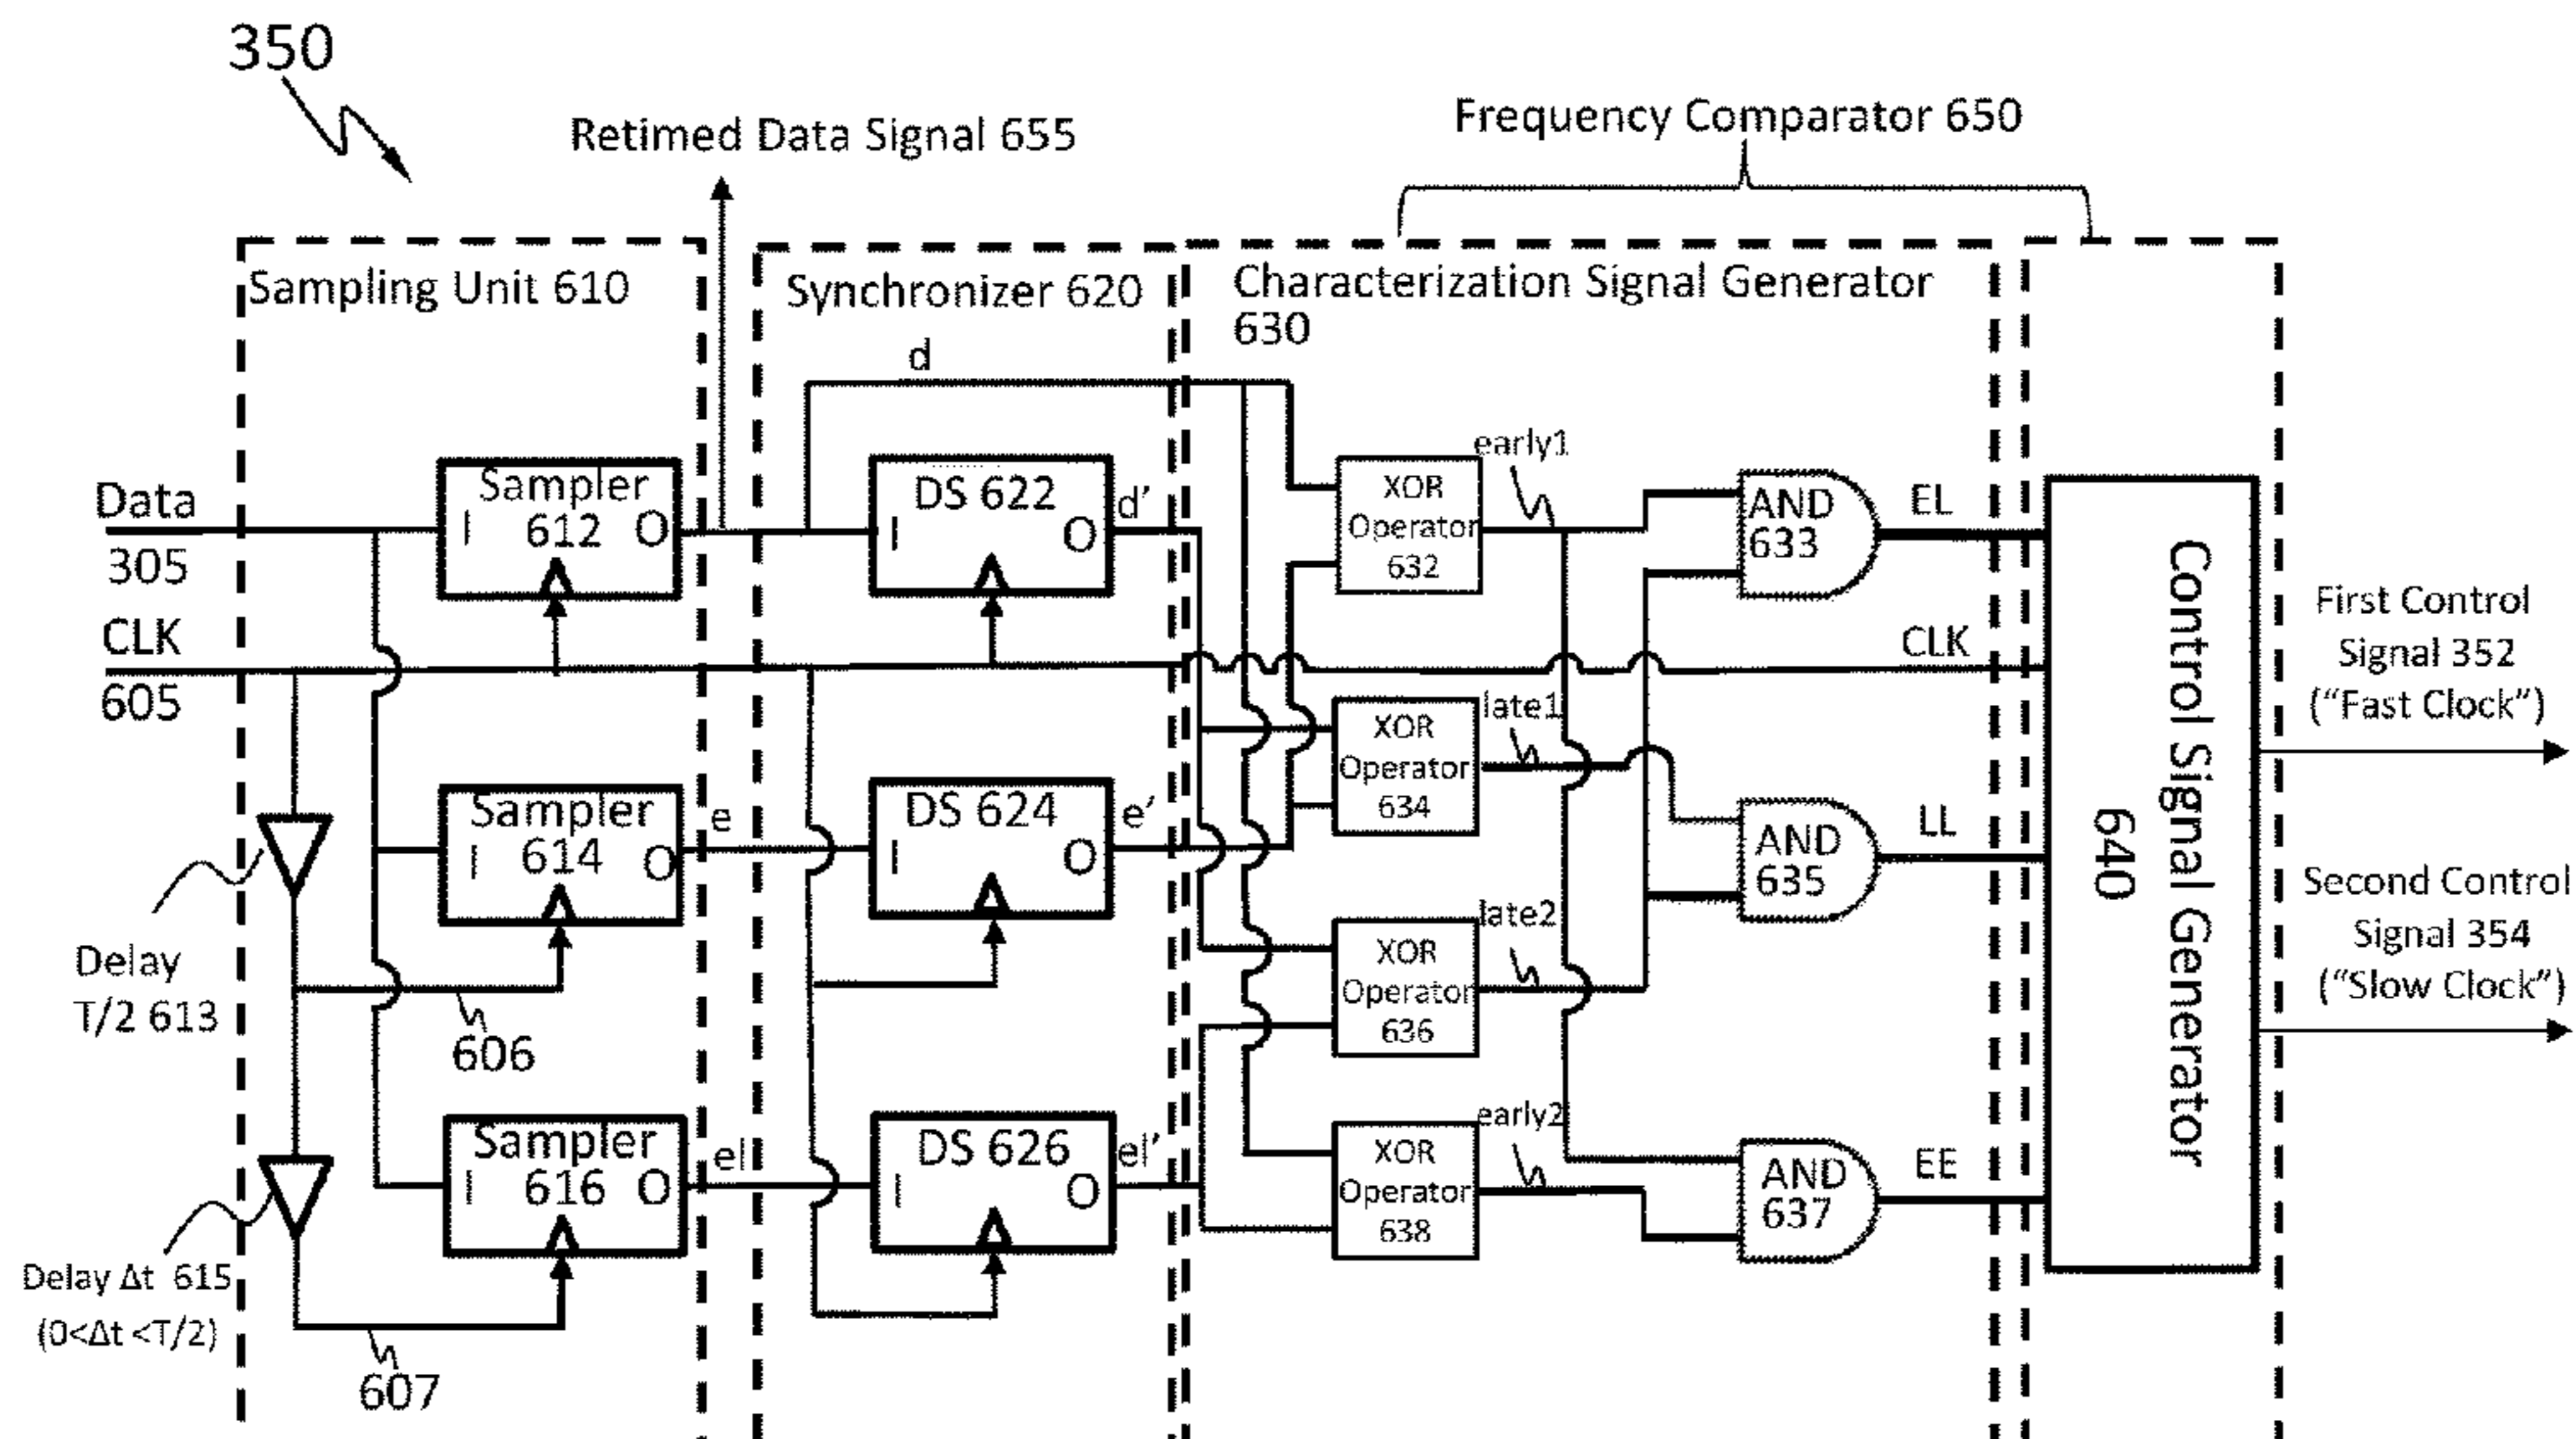 350
Retimed Data Signal 655
Frequency Comparator 650
Sampling Unit 610
Synchronizer 620
Characterization Signal Generator
630
d
Data
305
CLK
605
Sampler
612
I
O
DS 622
I
O
d'
XOR
Operator
632
early1
AND
633
EL
CLK
First Control
Signal 352
("Fast Clock")
Delay
T/2 613
606
Sampler
614
I
O
e
DS 624
I
O
e'
XOR
Operator
634
late1
AND
635
LL
Control Signal Generator
640
Second Control
Signal 354
("Slow Clock")
XOR
Operator
636
late2
Delay Δt 615
(0<Δt <T/2)
607
Sampler
616
I
O
el
DS 626
I
O
el'
XOR
Operator
638
early2
AND
637
EE